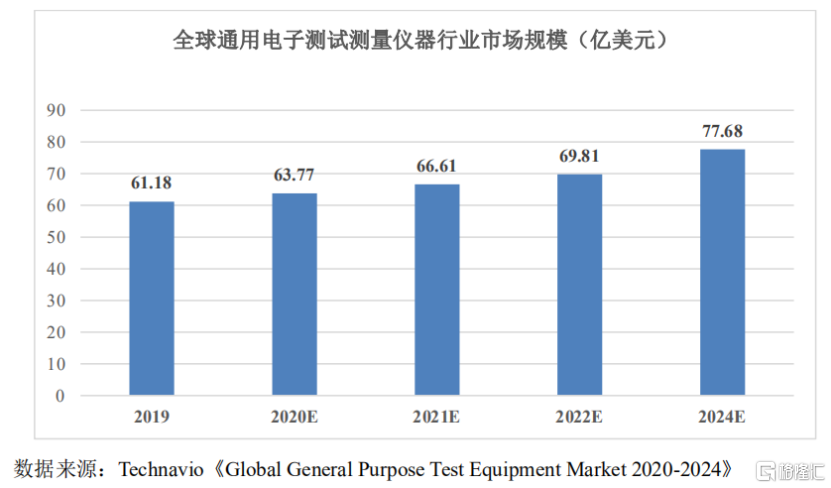 全球通用电子测试测量仪器行业市场规模（亿美元）
90
80
70
60
50
40
30
20
10
0
61.18
63.77
66.61
69.81
77.68
2019
2020E
2021E
2022E
2024E
数据来源：Technavio《Global General Purpose Test Equipment Market 2020-2024》
格隆汇